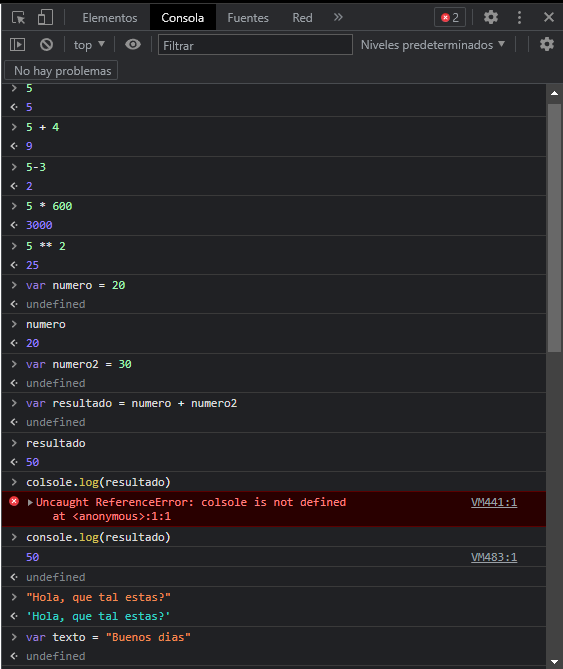 Elementos Consola Fuentes Red » 2
top ▼ Filtrar Niveles predeterminados ▼
No hay problemas
5
5
5 + 4
9
5-3
2
5 * 600
3000
5 ** 2
25
var numero = 20
undefined
numero
20
var numero2 = 30
undefined
var resultado = numero + numero2
undefined
resultado
50
colsole.log(resultado)
Uncaught ReferenceError: colsole is not defined VM441:1
at <anonymous>:1:1
console.log(resultado)
50 VM483:1
undefined
"Hola, que tal estas?"
'Hola, que tal estas?'
var texto = "Buenos dias"
undefined